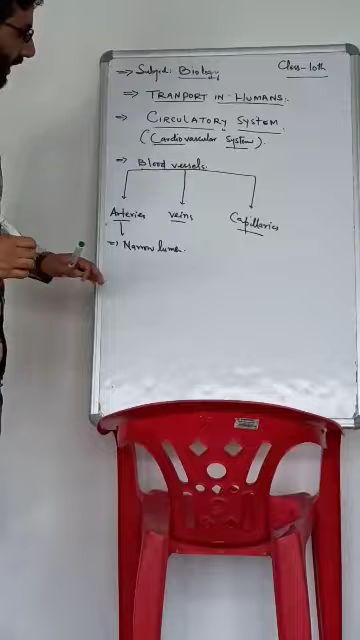 => Subject: Biology Class-10th
=> TRANPORT IN HUMANS.
=> CIRCULATORY SYSTEM
(Cardiovascular system).
=> Blood vessels.
Arteries veins Capillaries
=> Narrow lumen.